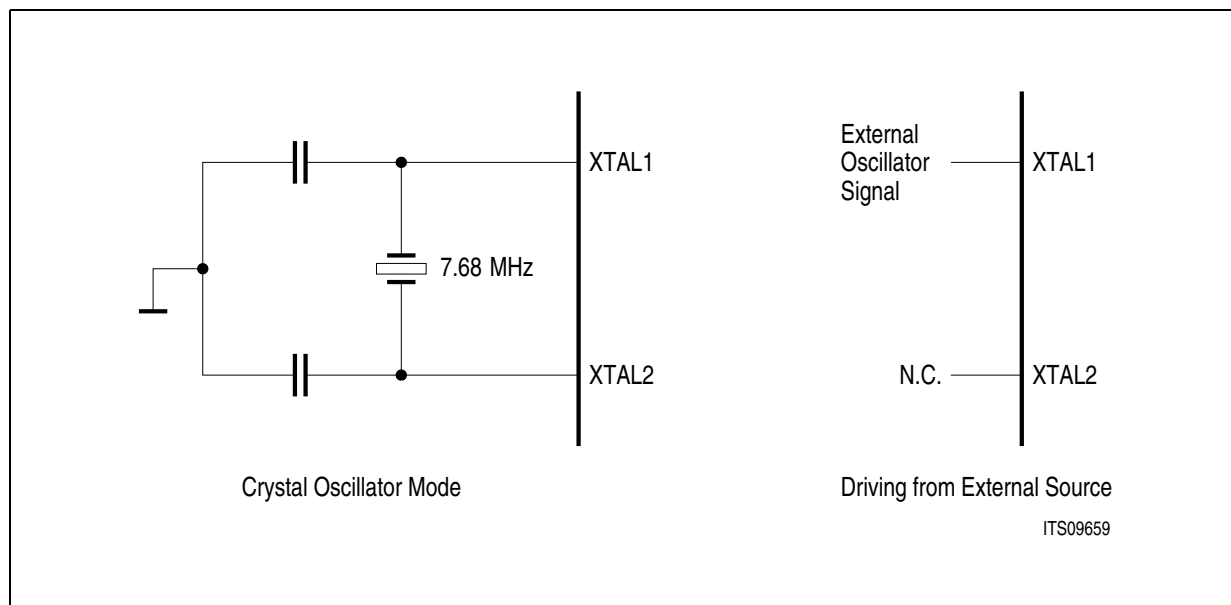 XTAL1
7.68 MHz
XTAL2
Crystal Oscillator Mode
External
Oscillator
Signal
XTAL1
N.C.
XTAL2
Driving from External Source
ITS09659